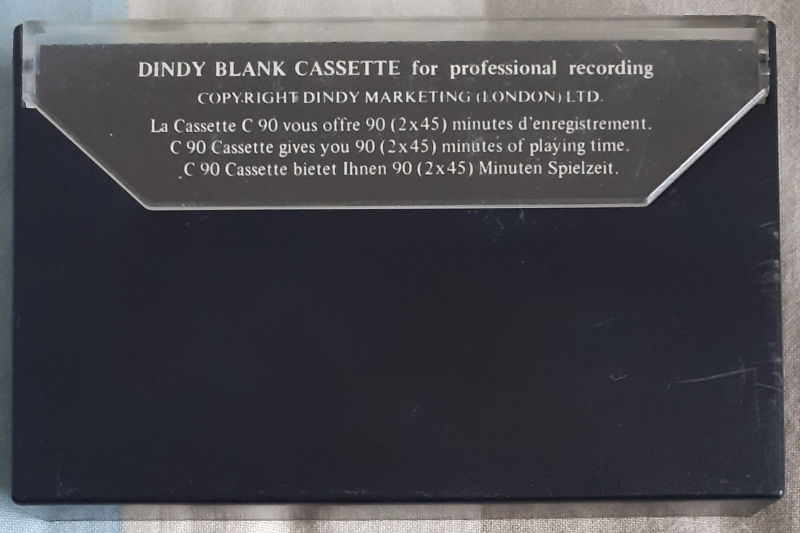 DINDY BLANK CASSETTE for professional recording
COPYRIGHT DINDY MARKETING (LONDON) LTD.
La Cassette C 90 vous offre 90 (2x45) minutes d'enregistrement.
C 90 Cassette gives you 90 (2x45) minutes of playing time.
C 90 Cassette bietet Ihnen 90 (2x45) Minuten Spielzeit.